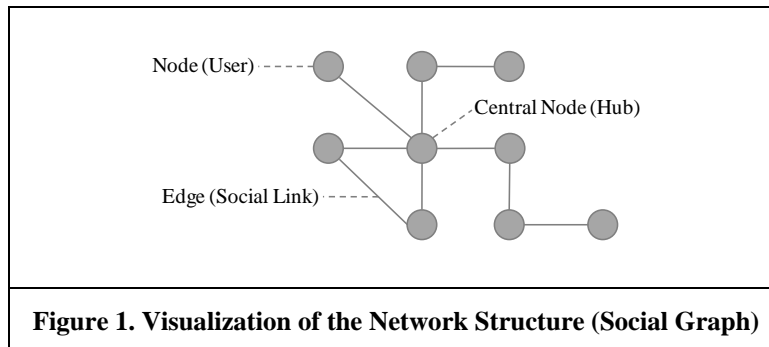 Node (User)
Central Node (Hub)
Edge (Social Link)
Figure 1. Visualization of the Network Structure (Social Graph)